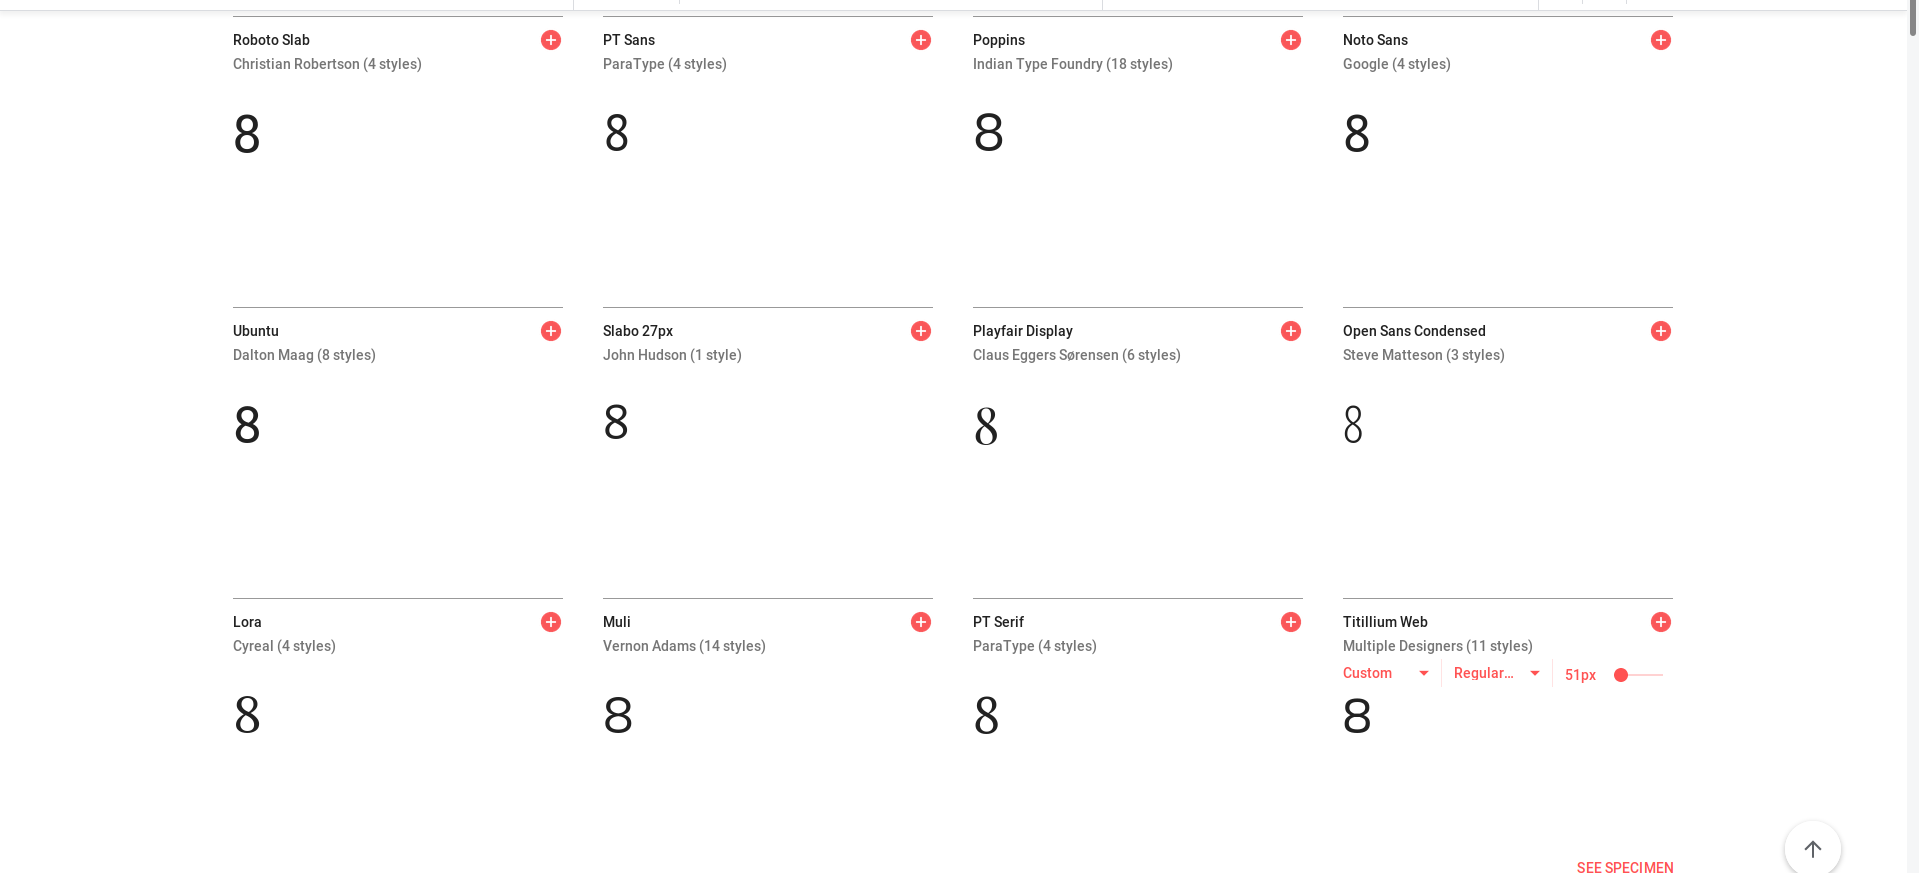 Roboto Slab
Christian Robertson (4 styles)
8
PT Sans
ParaType (4 styles)
8
Poppins
Indian Type Foundry (18 styles)
8
Noto Sans
Google (4 styles)
8
Ubuntu
Dalton Maag (8 styles)
8
Slabo 27px
John Hudson (1 style)
8
Playfair Display
Claus Eggers Sørensen (6 styles)
8
Open Sans Condensed
Steve Matteson (3 styles)
8
Lora
Cyreal (4 styles)
8
Muli
Vernon Adams (14 styles)
8
PT Serif
ParaType (4 styles)
8
Titillium Web
Multiple Designers (11 styles)
Custom Regular... 51px
8
SEE SPECIMEN